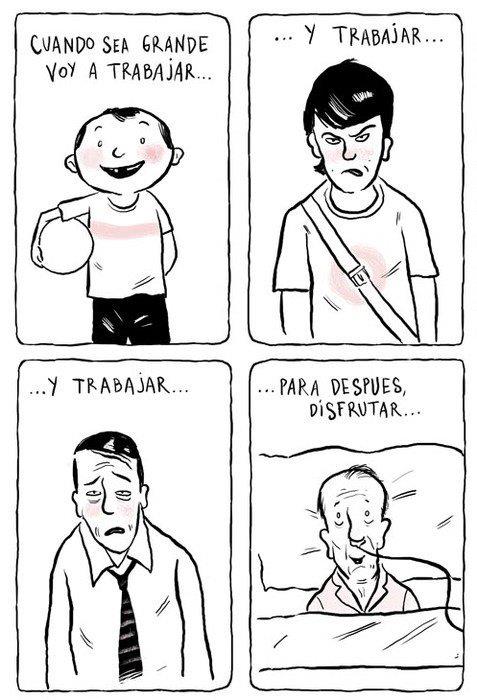 CUANDO SEA GRANDE
VOY A TRABAJAR...
... Y TRABAJAR...
...Y TRABAJAR...
...PARA DESPUES,
DISFRUTAR...